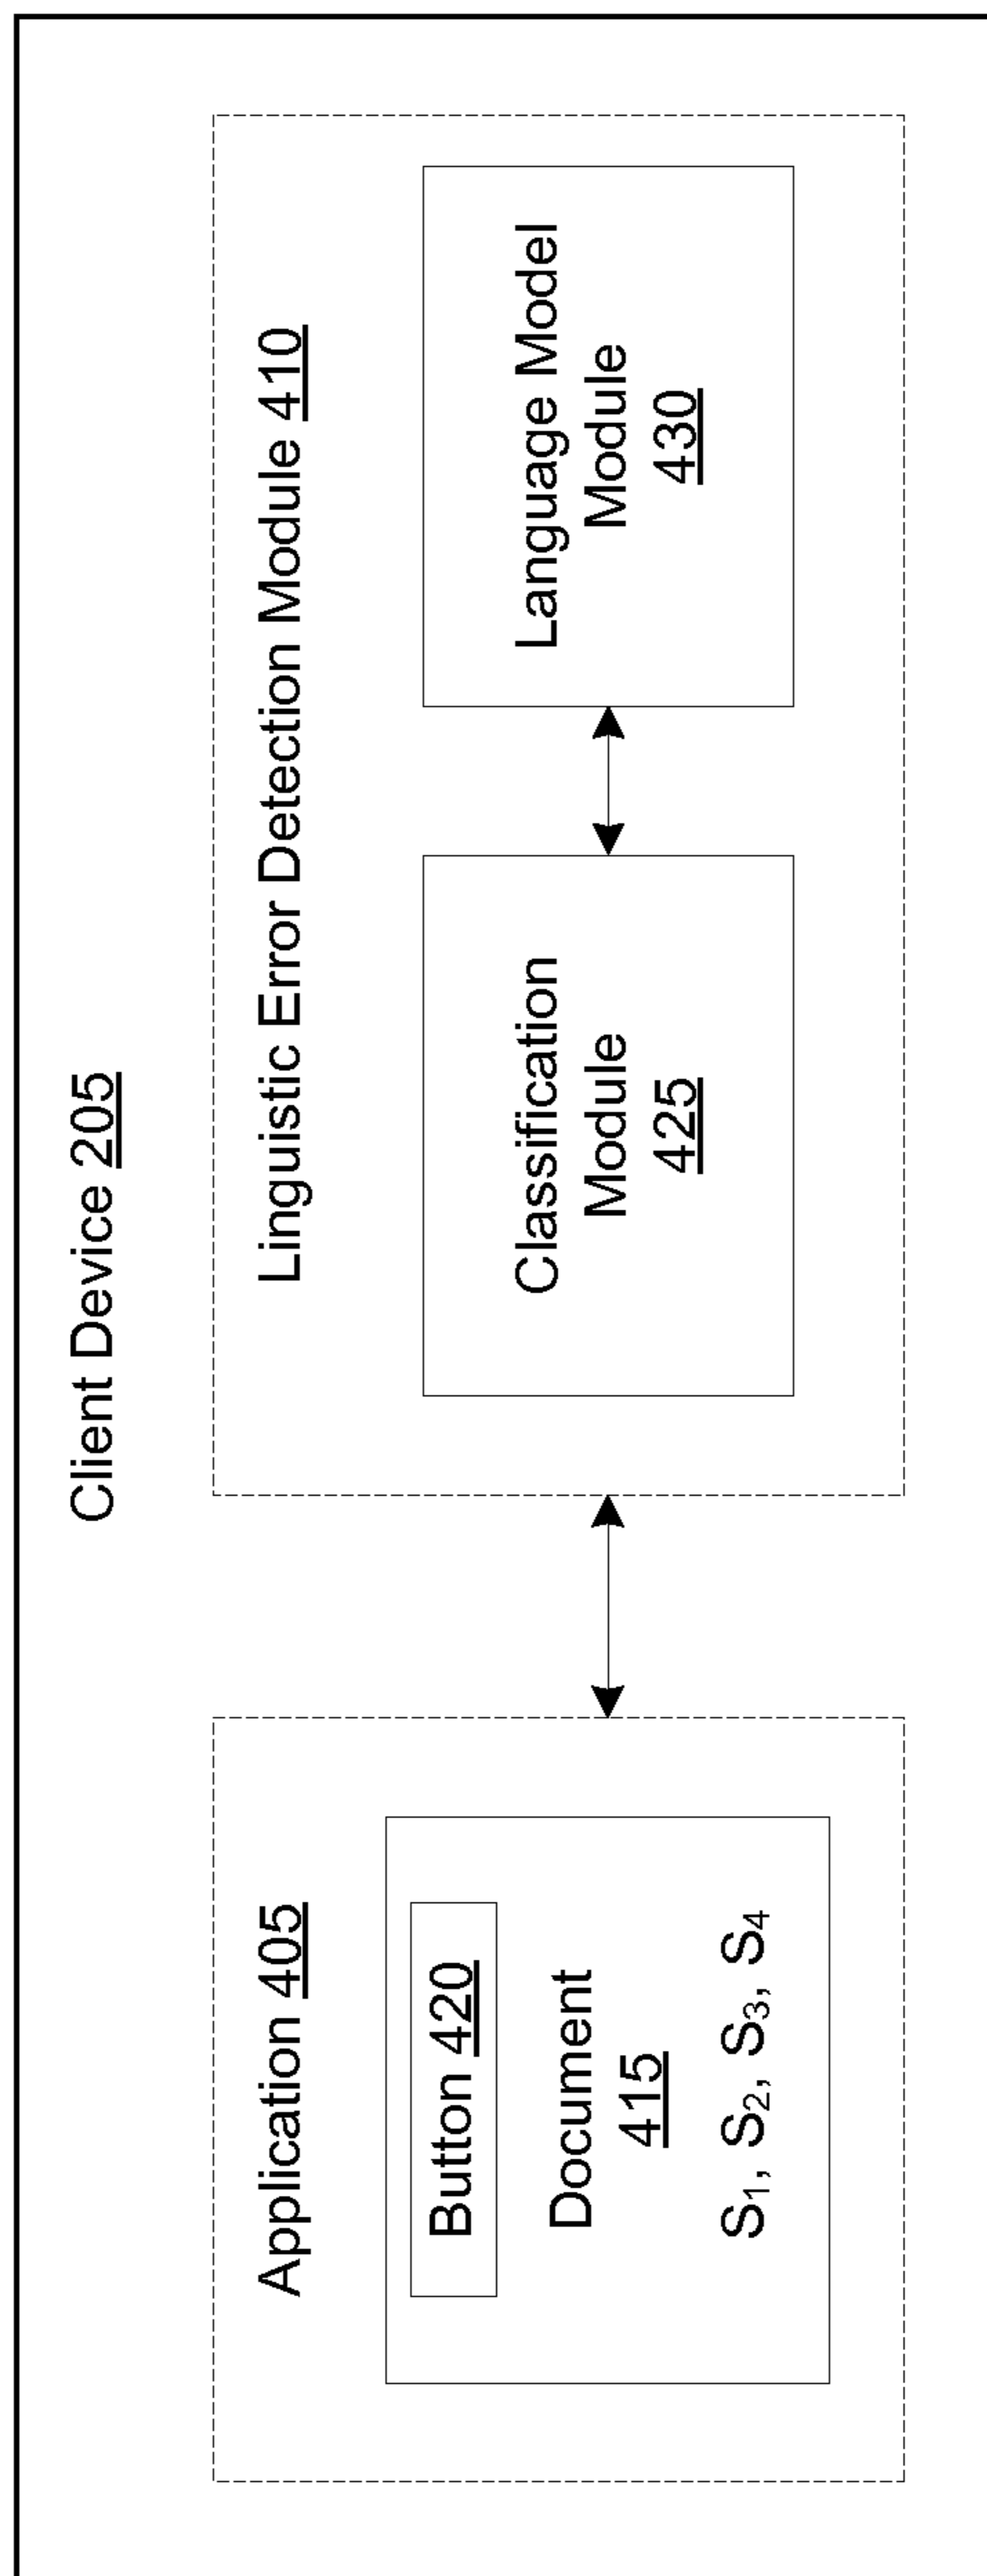 Client Device 205
Application 405
Button 420
Document
415
S₁, S₂, S₃, S₄
Linguistic Error Detection Module 410
Classification
Module
425
Language Model
Module
430